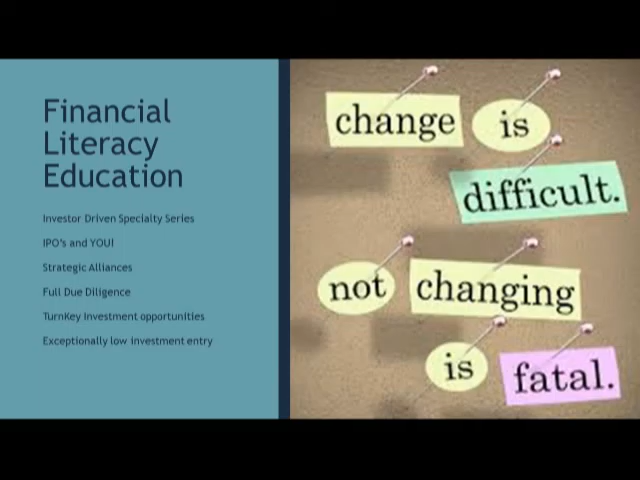 Financial
Literacy
Education
Investor Driven Specialty Series
IPO's and YOU!
Strategic Alliances
Full Due Diligence
TurnKey Investment opportunities
Exceptionally low investment entry
change is
difficult.
not changing
is fatal.